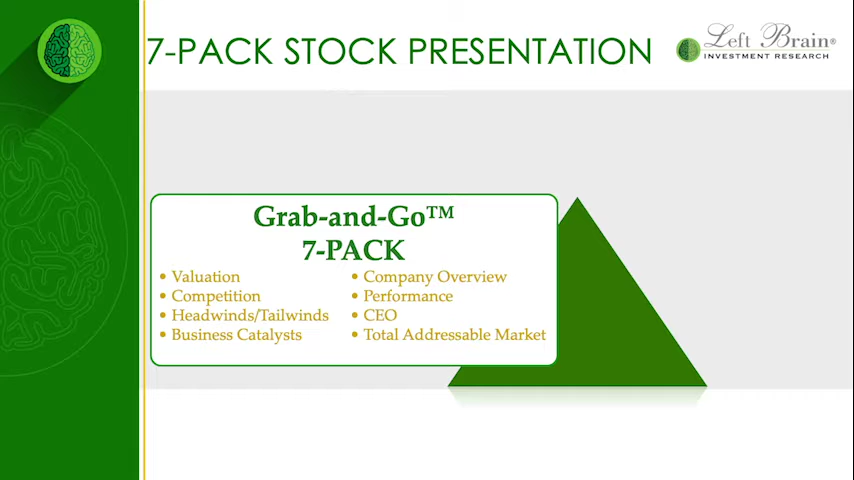 7-PACK STOCK PRESENTATION
Left Brain®
INVESTMENT RESEARCH
Grab-and-Go™
7-PACK
• Valuation
• Competition
• Headwinds/Tailwinds
• Business Catalysts
• Company Overview
• Performance
• CEO
• Total Addressable Market